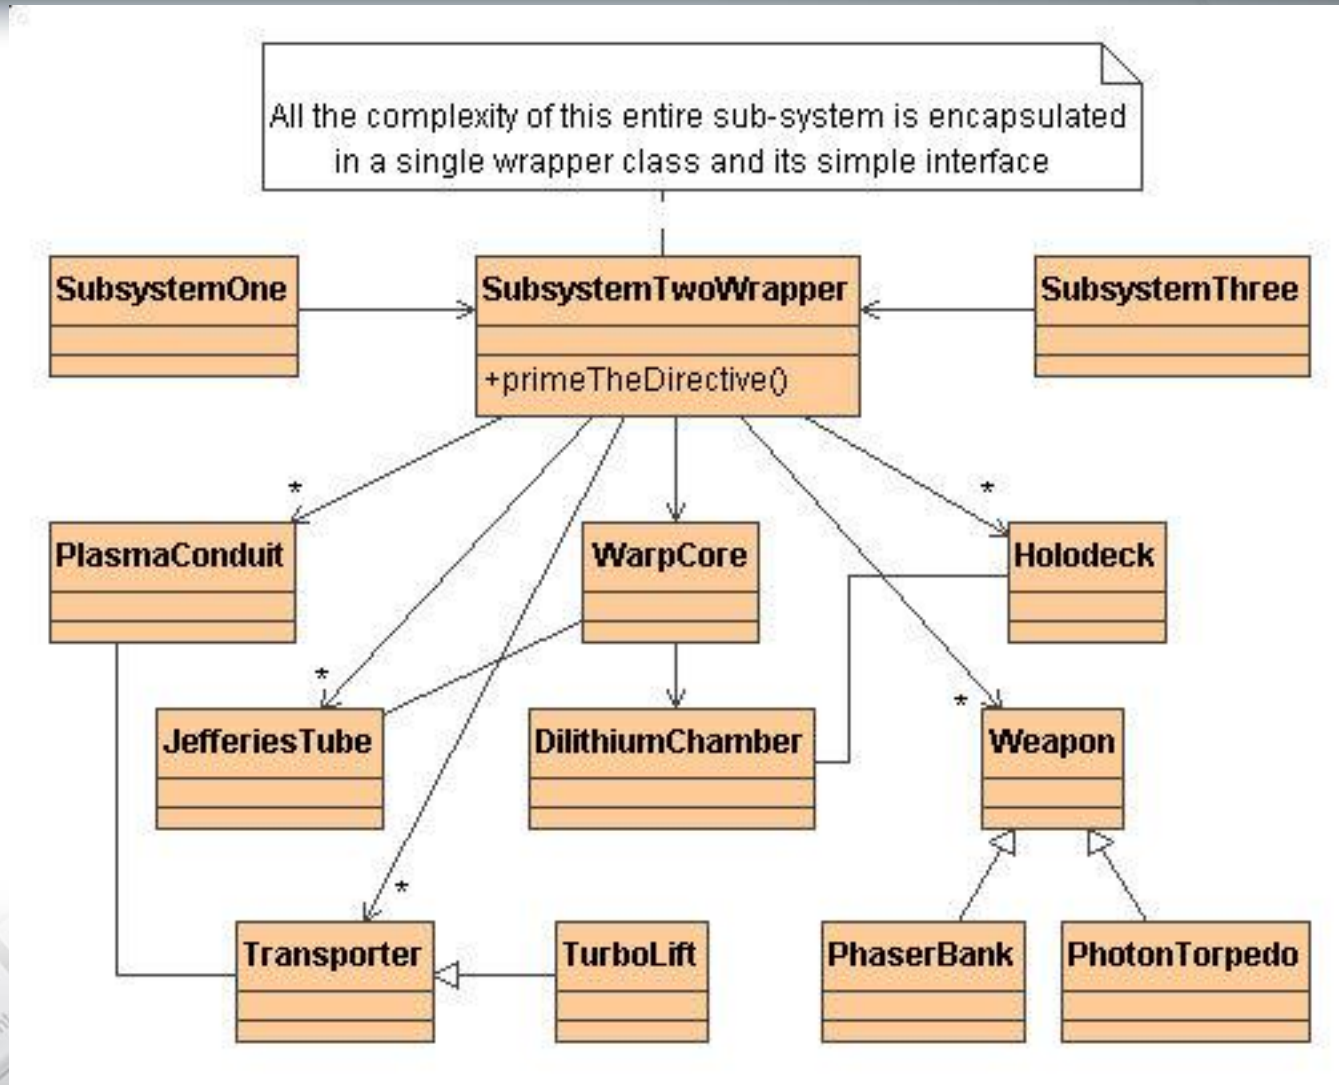 All the complexity of this entire sub-system is encapsulated
in a single wrapper class and its simple interface
SubsystemOne
SubsystemTwoWrapper
SubsystemThree
+primeTheDirective()
*
*
PlasmaConduit
WarpCore
Holodeck
*
*
JefferiesTube
DilithiumChamber
Weapon
*
Transporter
TurboLift
PhaserBank
PhotonTorpedo